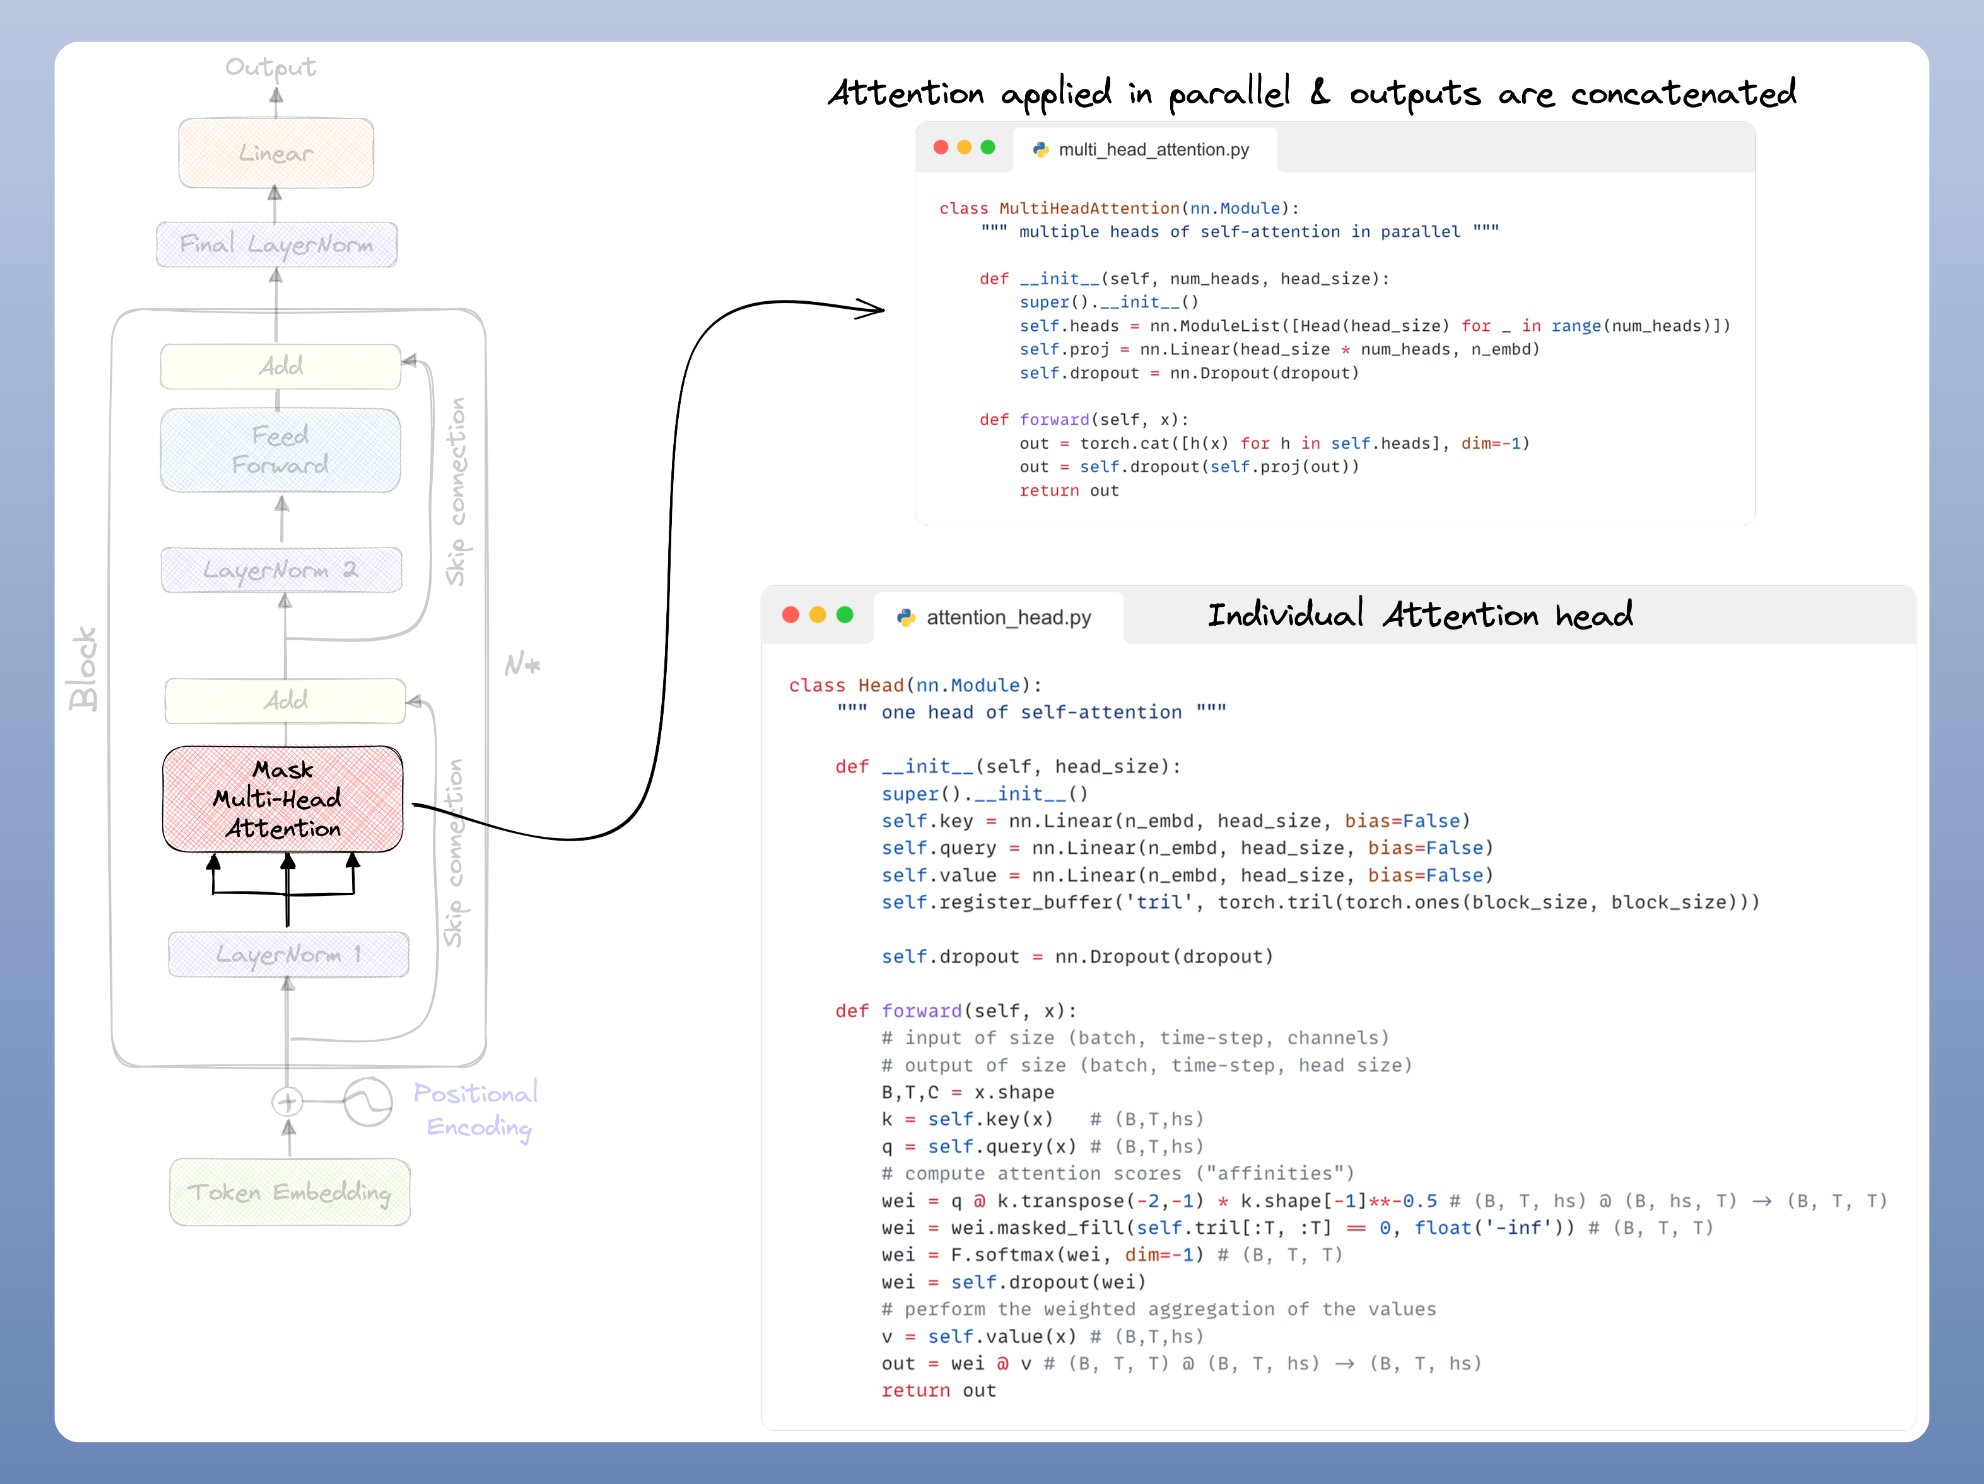 Output
Linear
Final LayerNorm
Add
Feed
Forward
Skip connection
LayerNorm 2
Block
N*
Add
Mask
Multi-Head
Attention
Skip connection
LayerNorm 1
Positional
Encoding
Token Embedding
Attention applied in parallel & outputs are concatenated
multi_head_attention.py
class MultiHeadAttention(nn.Module):
    """ multiple heads of self-attention in parallel """
    def __init__(self, num_heads, head_size):
        super().__init__()
        self.heads = nn.ModuleList([Head(head_size) for _ in range(num_heads)])
        self.proj = nn.Linear(head_size * num_heads, n_embd)
        self.dropout = nn.Dropout(dropout)
    def forward(self, x):
        out = torch.cat([h(x) for h in self.heads], dim=-1)
        out = self.dropout(self.proj(out))
        return out
attention_head.py
Individual Attention head
class Head(nn.Module):
    """ one head of self-attention """
    def __init__(self, head_size):
        super().__init__()
        self.key = nn.Linear(n_embd, head_size, bias=False)
        self.query = nn.Linear(n_embd, head_size, bias=False)
        self.value = nn.Linear(n_embd, head_size, bias=False)
        self.register_buffer('tril', torch.tril(torch.ones(block_size, block_size)))
        self.dropout = nn.Dropout(dropout)
    def forward(self, x):
        # input of size (batch, time-step, channels)
        # output of size (batch, time-step, head size)
        B,T,C = x.shape
        k = self.key(x)   # (B,T,hs)
        q = self.query(x) # (B,T,hs)
        # compute attention scores ("affinities")
        wei = q @ k.transpose(-2,-1) * k.shape[-1]**-0.5 # (B, T, hs) @ (B, hs, T) -> (B, T, T)
        wei = wei.masked_fill(self.tril[:T, :T] == 0, float('-inf')) # (B, T, T)
        wei = F.softmax(wei, dim=-1) # (B, T, T)
        wei = self.dropout(wei)
        # perform the weighted aggregation of the values
        v = self.value(x) # (B,T,hs)
        out = wei @ v # (B, T, T) @ (B, T, hs) -> (B, T, hs)
        return out